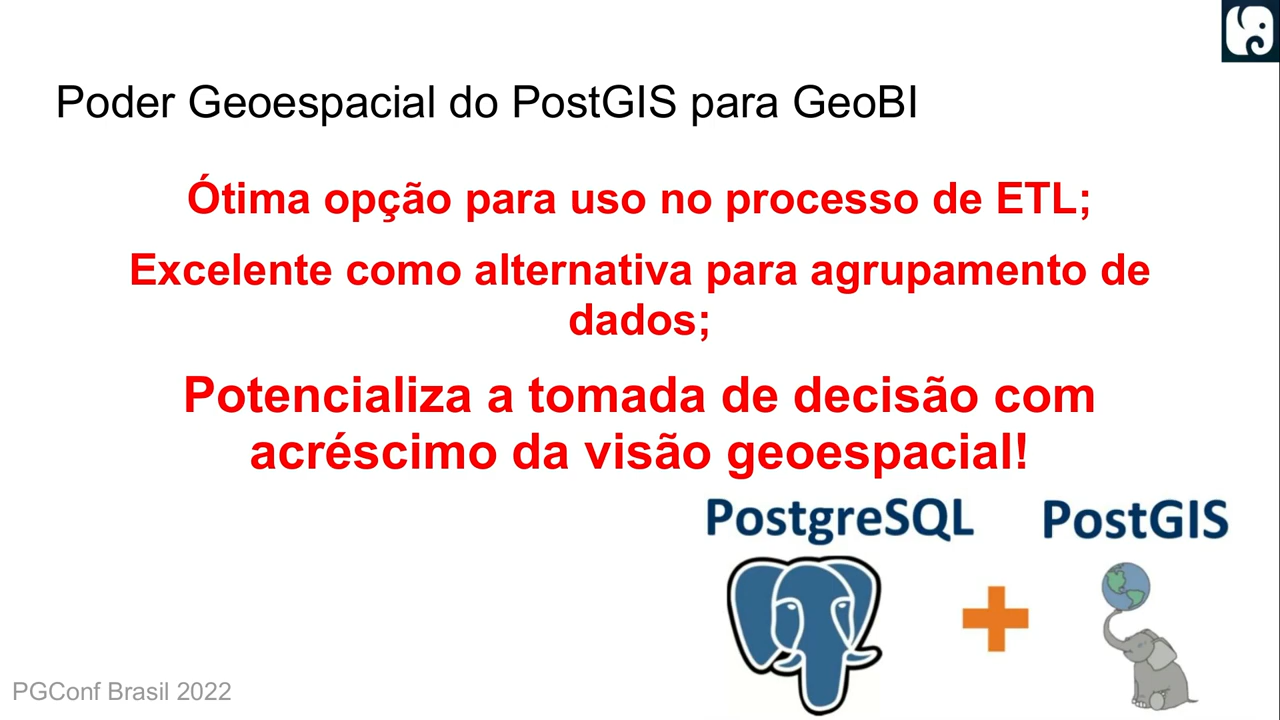 Poder Geoespacial do PostGIS para GeoBI
Ótima opção para uso no processo de ETL;
Excelente como alternativa para agrupamento de
dados;
Potencializa a tomada de decisão com
acréscimo da visão geoespacial!
PostgreSQL PostGIS
+
PGConf Brasil 2022